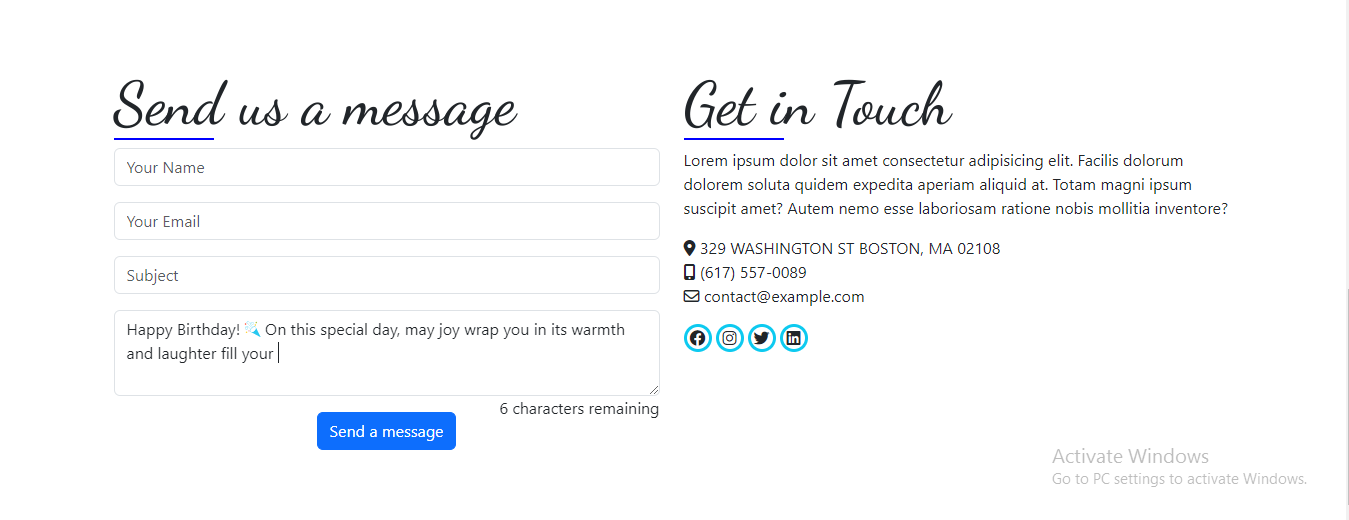 Send us a message
Your Name
Your Email
Subject
Happy Birthday! 🎉 On this special day, may joy wrap you in its warmth
and laughter fill your
6 characters remaining
Send a message
Get in Touch
Lorem ipsum dolor sit amet consectetur adipisicing elit. Facilis dolorum
dolorem soluta quidem expedita aperiam aliquid at. Totam magni ipsum
suscipit amet? Autem nemo esse laboriosam ratione nobis mollitia inventore?
329 WASHINGTON ST BOSTON, MA 02108
(617) 557-0089
contact@example.com
Activate Windows
Go to PC settings to activate Windows.